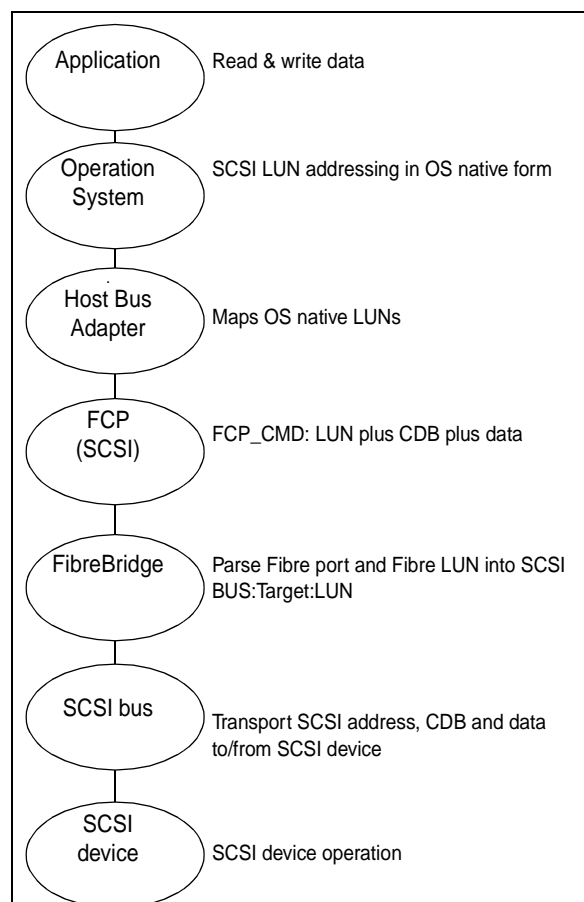 Application
Read & write data
Operation
System
SCSI LUN addressing in OS native form
Host Bus
Adapter
Maps OS native LUNs
FCP
(SCSI)
FCP_CMD: LUN plus CDB plus data
FibreBridge
Parse Fibre port and Fibre LUN into SCSI
BUS:Target:LUN
SCSI bus
Transport SCSI address, CDB and data
to/from SCSI device
SCSI
device
SCSI device operation